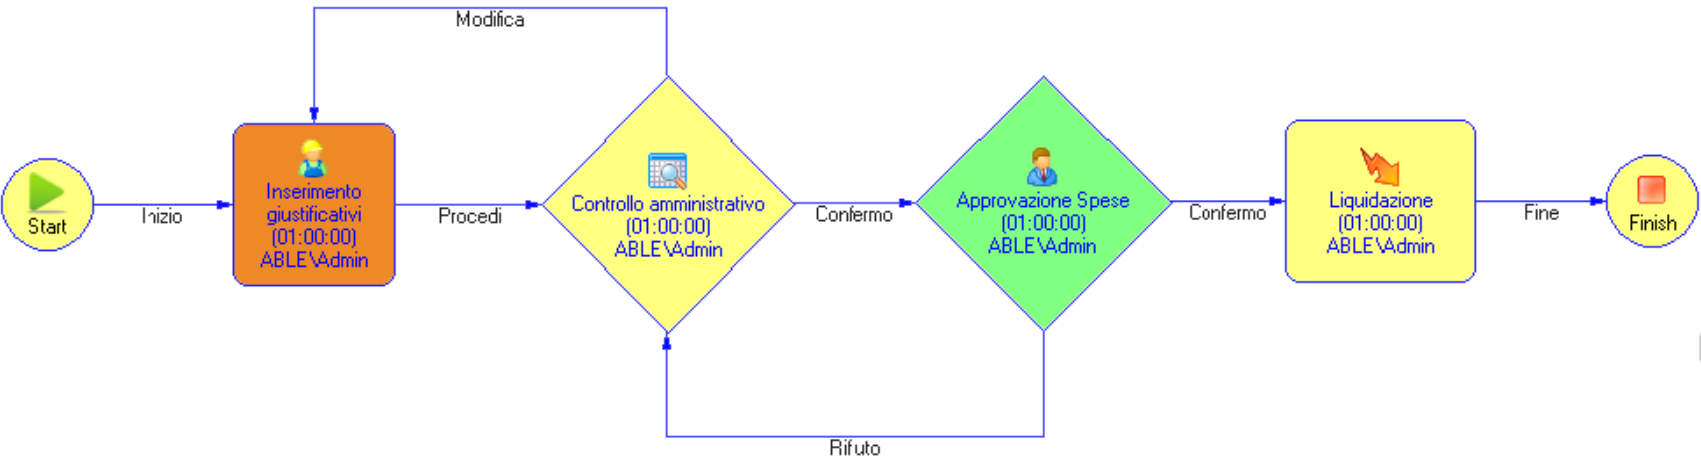 Modifica
Start
Inizio
Inserimento
giustificativi
(01:00:00)
ABLE\Admin
Procedi
Controllo amministrativo
(01:00:00)
ABLE\Admin
Confermo
Approvazione Spese
(01:00:00)
ABLE\Admin
Confermo
Liquidazione
(01:00:00)
ABLE\Admin
Fine
Finish
Rifuto